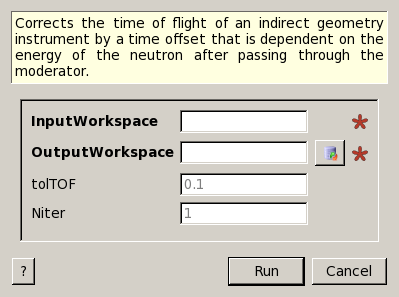 Corrects the time of flight of an indirect geometry
instrument by a time offset that is dependent on the
energy of the neutron after passing through the
moderator.
InputWorkspace *
OutputWorkspace *
tolTOF 0.1
Niter 1
? Run Cancel